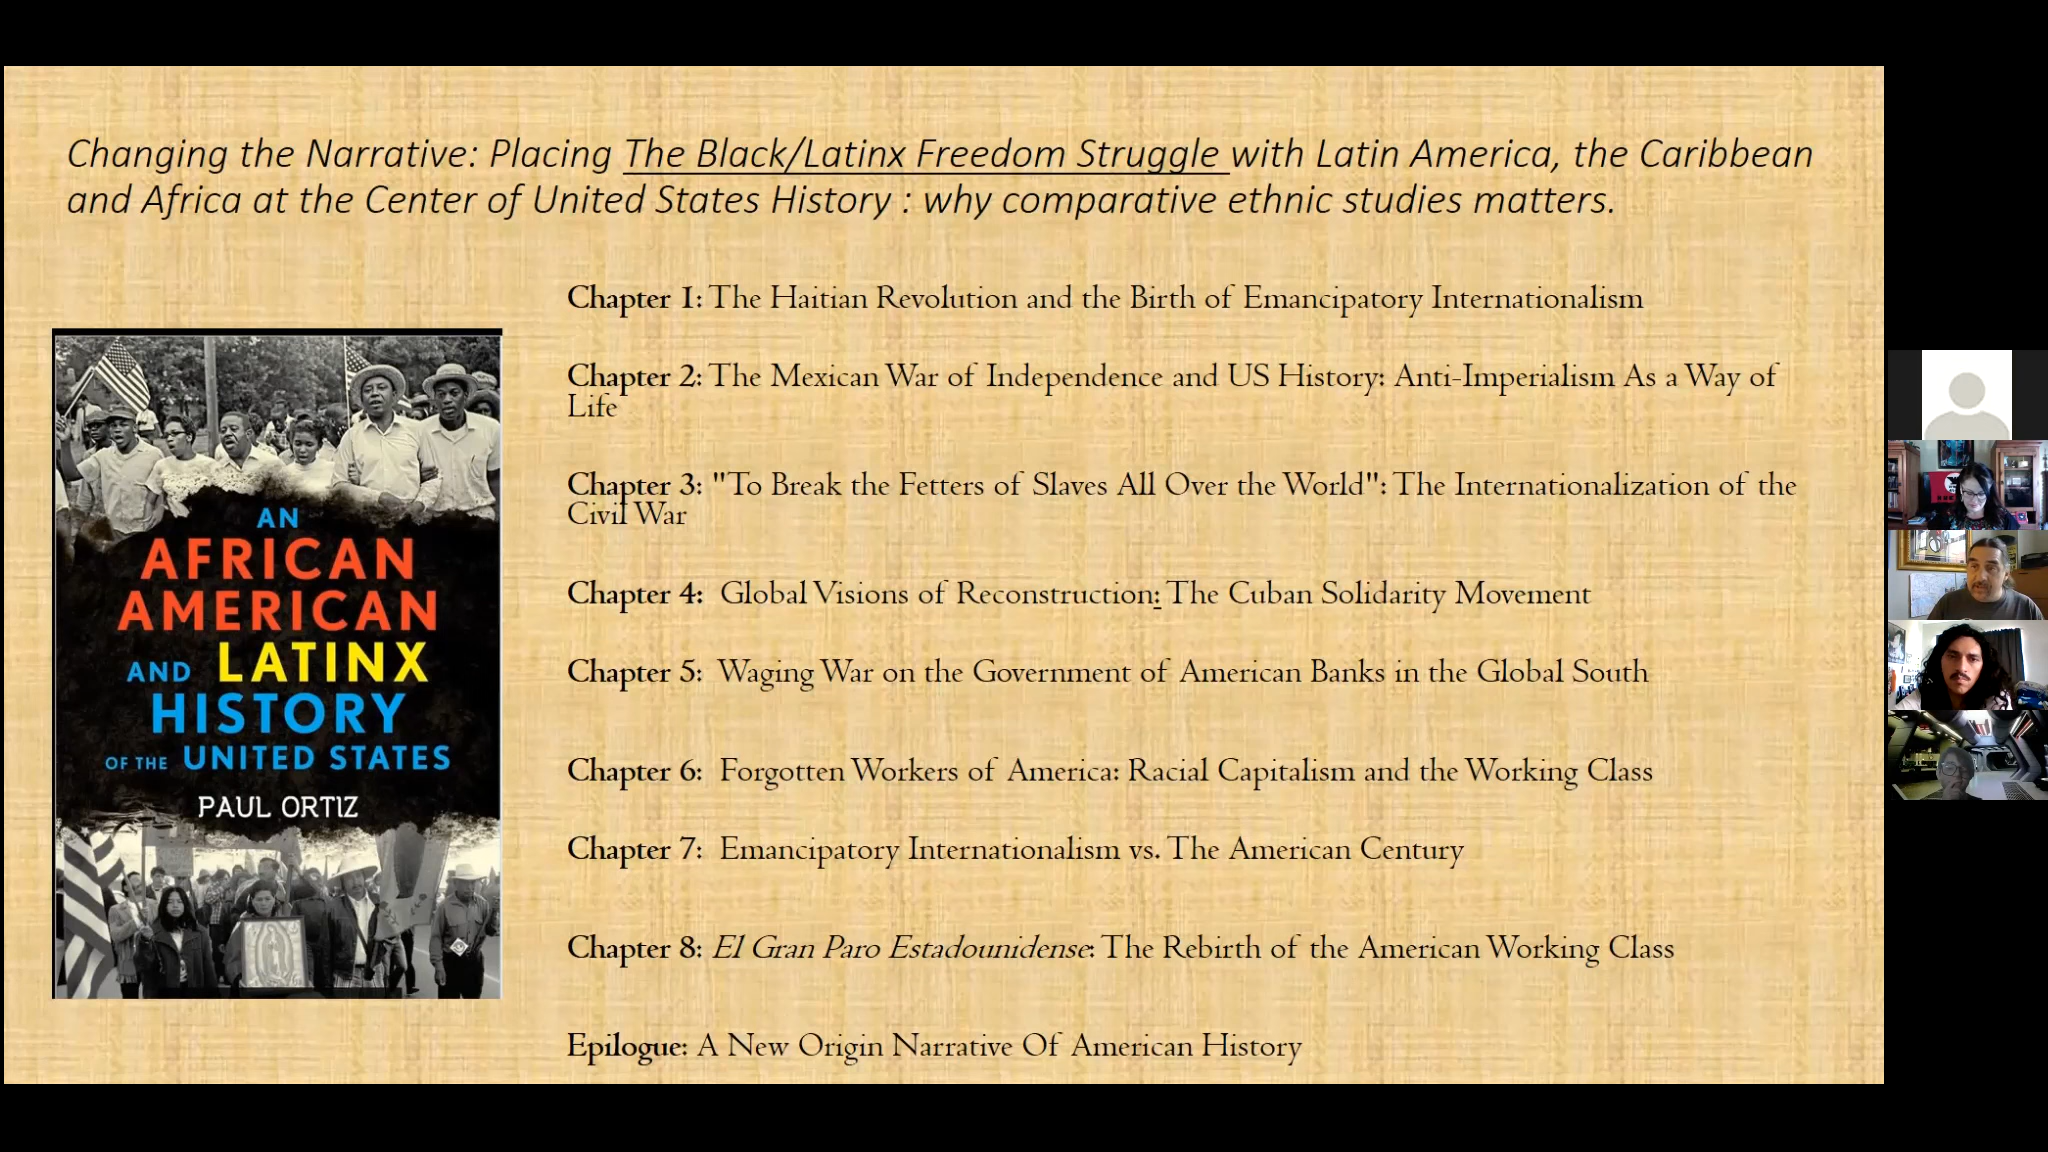 Changing the Narrative: Placing The Black/Latinx Freedom Struggle with Latin America, the Caribbean
and Africa at the Center of United States History : why comparative ethnic studies matters.
Chapter 1: The Haitian Revolution and the Birth of Emancipatory Internationalism
Chapter 2: The Mexican War of Independence and US History: Anti-Imperialism As a Way of
Life
Chapter 3: "To Break the Fetters of Slaves All Over the World": The Internationalization of the
Civil War
Chapter 4: Global Visions of Reconstruction: The Cuban Solidarity Movement
Chapter 5: Waging War on the Government of American Banks in the Global South
Chapter 6: Forgotten Workers of America: Racial Capitalism and the Working Class
Chapter 7: Emancipatory Internationalism vs. The American Century
Chapter 8: El Gran Paro Estadounidense: The Rebirth of the American Working Class
Epilogue: A New Origin Narrative Of American History
AN
AFRICAN
AMERICAN
AND LATINX
HISTORY
OF THE UNITED STATES
PAUL ORTIZ